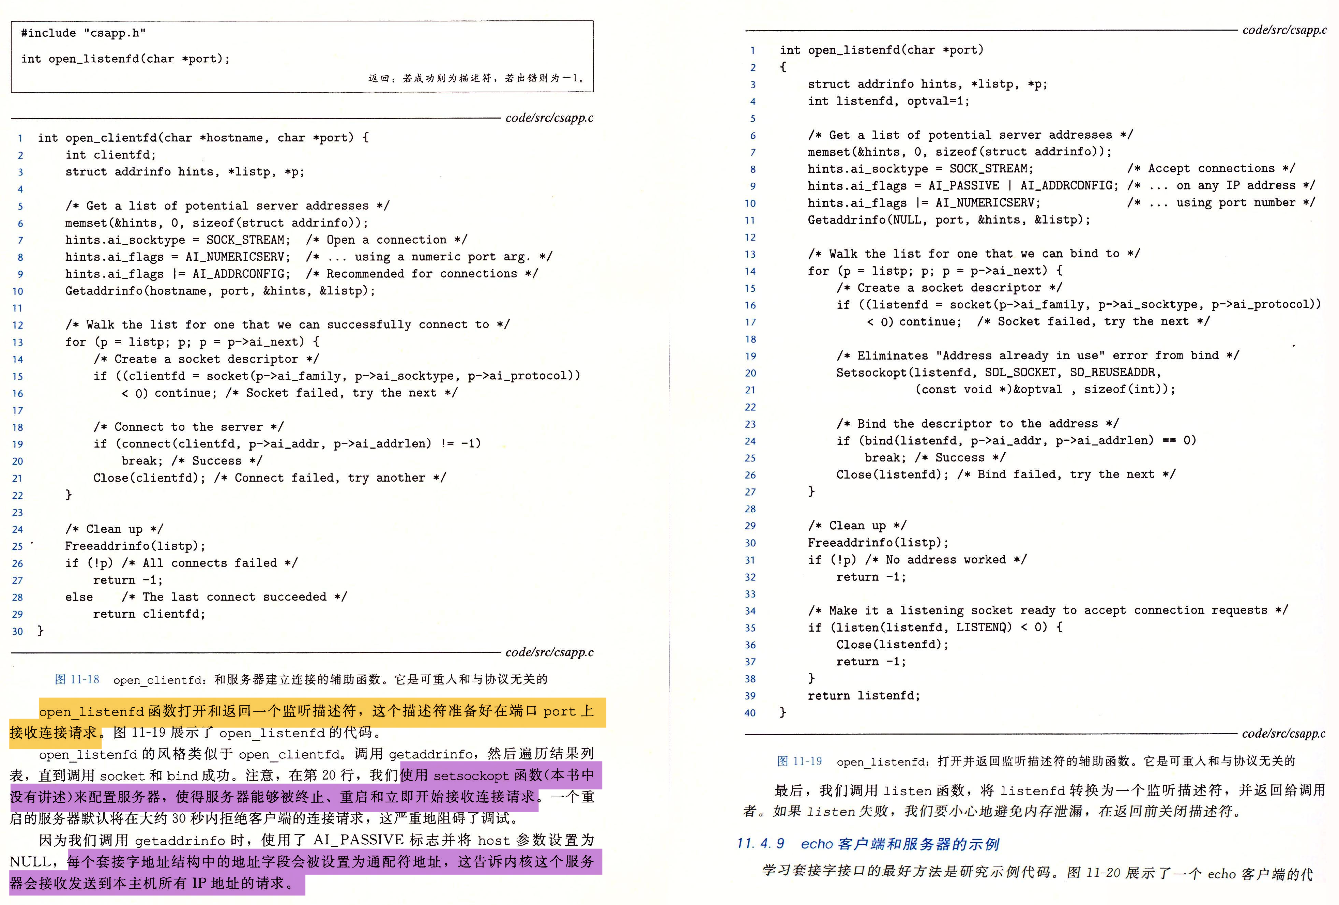 #include "csapp.h"
int open_listenfd(char *port);
返回：若成功则为描述符，若出错则为－1。
code/src/csapp.c
1 int open_clientfd(char *hostname, char *port) {
2     int clientfd;
3     struct addrinfo hints, *listp, *p;
4
5     /* Get a list of potential server addresses */
6     memset(&hints, 0, sizeof(struct addrinfo));
7     hints.ai_socktype = SOCK_STREAM;  /* Open a connection */
8     hints.ai_flags = AI_NUMERICSERV;  /* ... using a numeric port arg. */
9     hints.ai_flags |= AI_ADDRCONFIG;  /* Recommended for connections */
10     Getaddrinfo(hostname, port, &hints, &listp);
11
12     /* Walk the list for one that we can successfully connect to */
13     for (p = listp; p; p = p->ai_next) {
14         /* Create a socket descriptor */
15         if ((clientfd = socket(p->ai_family, p->ai_socktype, p->ai_protocol))
16             < 0) continue; /* Socket failed, try the next */
17
18         /* Connect to the server */
19         if (connect(clientfd, p->ai_addr, p->ai_addrlen) != -1)
20             break; /* Success */
21         Close(clientfd); /* Connect failed, try another */
22     }
23
24     /* Clean up */
25     Freeaddrinfo(listp);
26     if (!p) /* All connects failed */
27         return -1;
28     else    /* The last connect succeeded */
29         return clientfd;
30 }
code/src/csapp.c
图 11-18 open_clientfd：和服务器建立连接的辅助函数。它是可重入和与协议无关的
open_listenfd 函数打开和返回一个监听描述符，这个描述符准备好在端口 port 上
接收连接请求。图 11-19 展示了 open_listenfd 的代码。
open_listenfd 的风格类似于 open_clientfd。调用 getaddrinfo，然后遍历结果列
表，直到调用 socket 和 bind 成功。注意，在第 20 行，我们使用 setsockopt 函数(本书中
没有讲述)来配置服务器，使得服务器能够被终止、重启和立即开始接收连接请求。一个重
启的服务器默认将在大约 30 秒内拒绝客户端的连接请求，这严重地阻碍了调试。
因为我们调用 getaddrinfo 时，使用了 AI_PASSIVE 标志并将 host 参数设置为
NULL，每个套接字地址结构中的地址字段会被设置为通配符地址，这告诉内核这个服务
器会接收发送到本主机所有 IP 地址的请求。
code/src/csapp.c
1 int open_listenfd(char *port)
2 {
3     struct addrinfo hints, *listp, *p;
4     int listenfd, optval=1;
5
6     /* Get a list of potential server addresses */
7     memset(&hints, 0, sizeof(struct addrinfo));
8     hints.ai_socktype = SOCK_STREAM;             /* Accept connections */
9     hints.ai_flags = AI_PASSIVE | AI_ADDRCONFIG; /* ... on any IP address */
10     hints.ai_flags |= AI_NUMERICSERV;            /* ... using port number */
11     Getaddrinfo(NULL, port, &hints, &listp);
12
13     /* Walk the list for one that we can bind to */
14     for (p = listp; p; p = p->ai_next) {
15         /* Create a socket descriptor */
16         if ((listenfd = socket(p->ai_family, p->ai_socktype, p->ai_protocol))
17             < 0) continue;  /* Socket failed, try the next */
18
19         /* Eliminates "Address already in use" error from bind */
20         Setsockopt(listenfd, SOL_SOCKET, SO_REUSEADDR,
21                    (const void *)&optval , sizeof(int));
22
23         /* Bind the descriptor to the address */
24         if (bind(listenfd, p->ai_addr, p->ai_addrlen) == 0)
25             break; /* Success */
26         Close(listenfd); /* Bind failed, try the next */
27     }
28
29     /* Clean up */
30     Freeaddrinfo(listp);
31     if (!p) /* No address worked */
32         return -1;
33
34     /* Make it a listening socket ready to accept connection requests */
35     if (listen(listenfd, LISTENQ) < 0) {
36         Close(listenfd);
37         return -1;
38     }
39     return listenfd;
40 }
code/src/csapp.c
图 11-19 open_listenfd：打开并返回监听描述符的辅助函数。它是可重入和与协议无关的
最后，我们调用 listen 函数，将 listenfd 转换为一个监听描述符，并返回给调用
者。如果 listen 失败，我们要小心地避免内存泄漏，在返回前关闭描述符。
11.4.9 echo 客户端和服务器的示例
学习套接字接口的最好方法是研究示例代码。图 11-20 展示了一个 echo 客户端的代